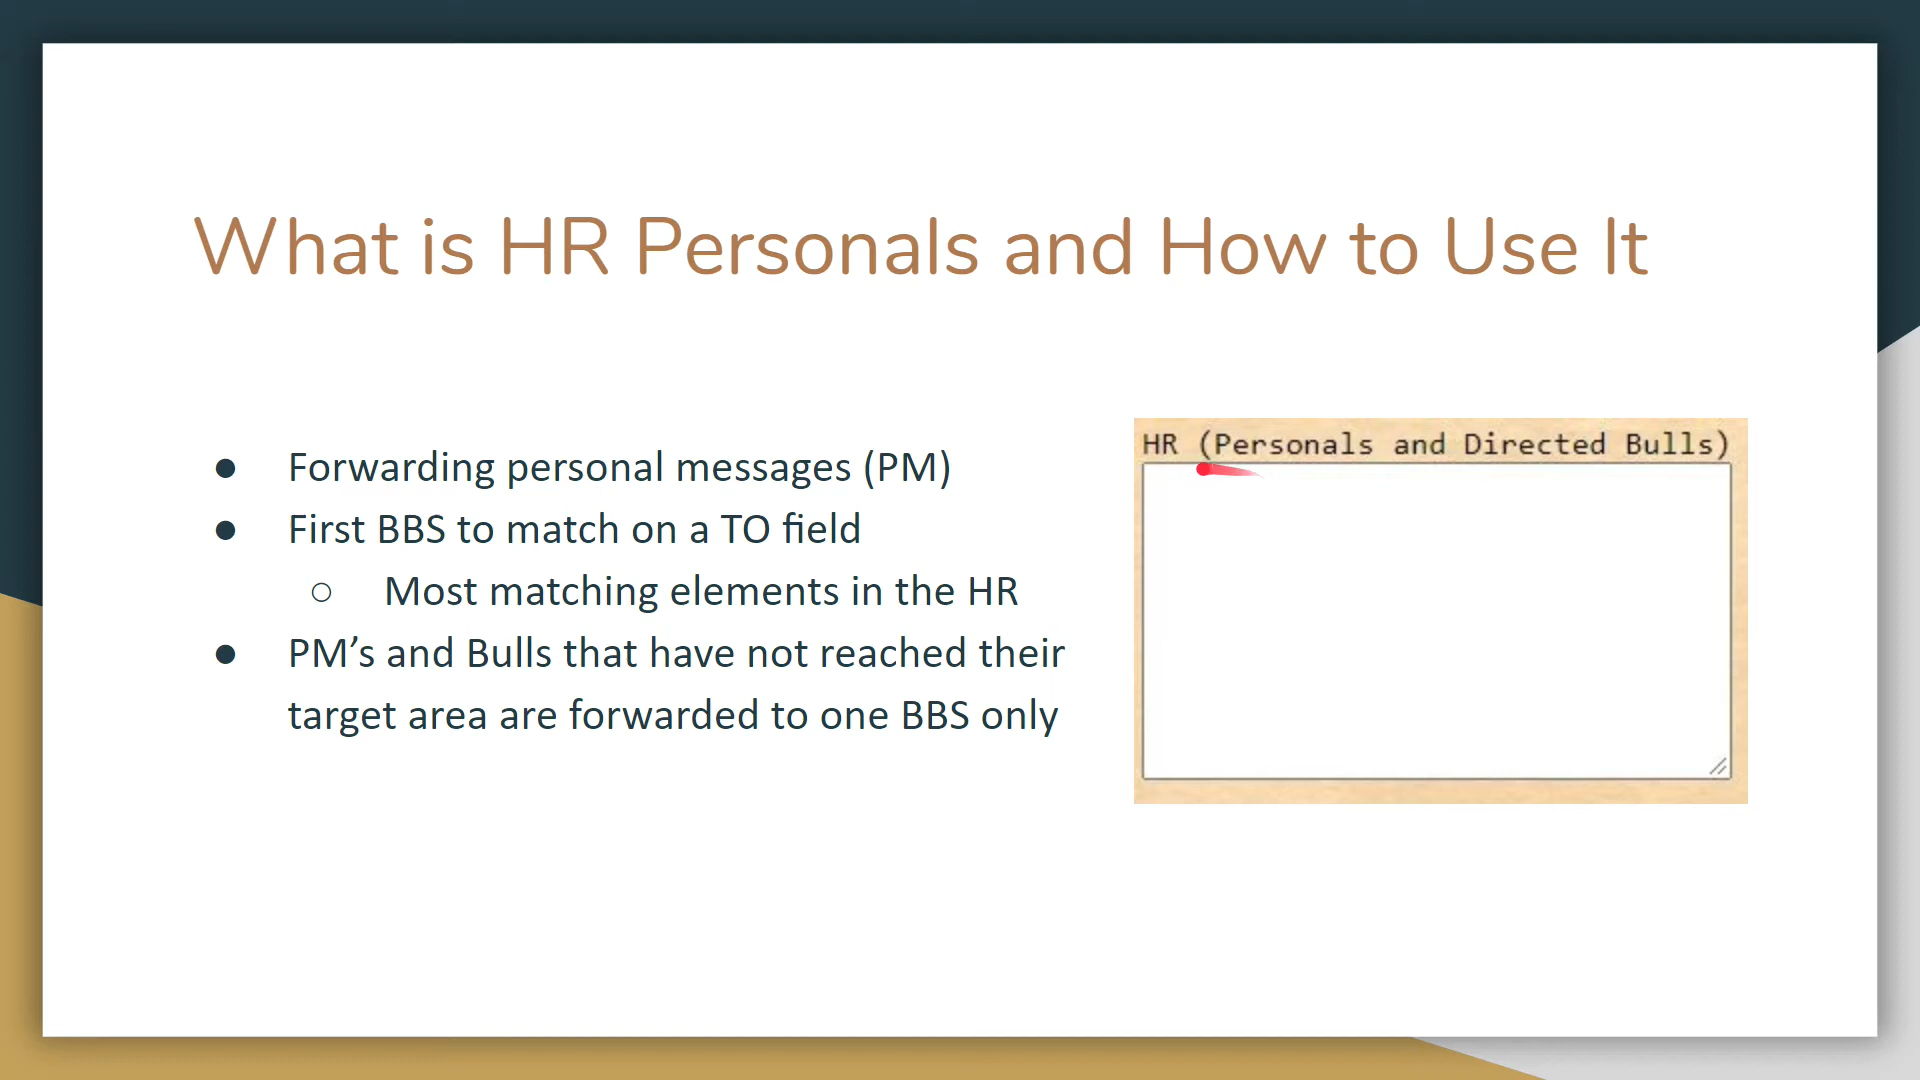 What is HR Personals and How to Use It
● Forwarding personal messages (PM)
● First BBS to match on a TO field
○ Most matching elements in the HR
● PM’s and Bulls that have not reached their
target area are forwarded to one BBS only
HR (Personals and Directed Bulls)